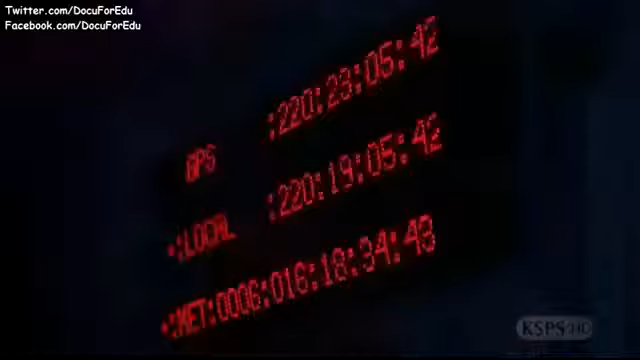 Twitter.com/DocuForEdu
Facebook.com/DocuForEdu
GPS :220:23:05:42
:LOCAL :220:19:05:42
:MET:0006:016:18:34:43
KSPS HD